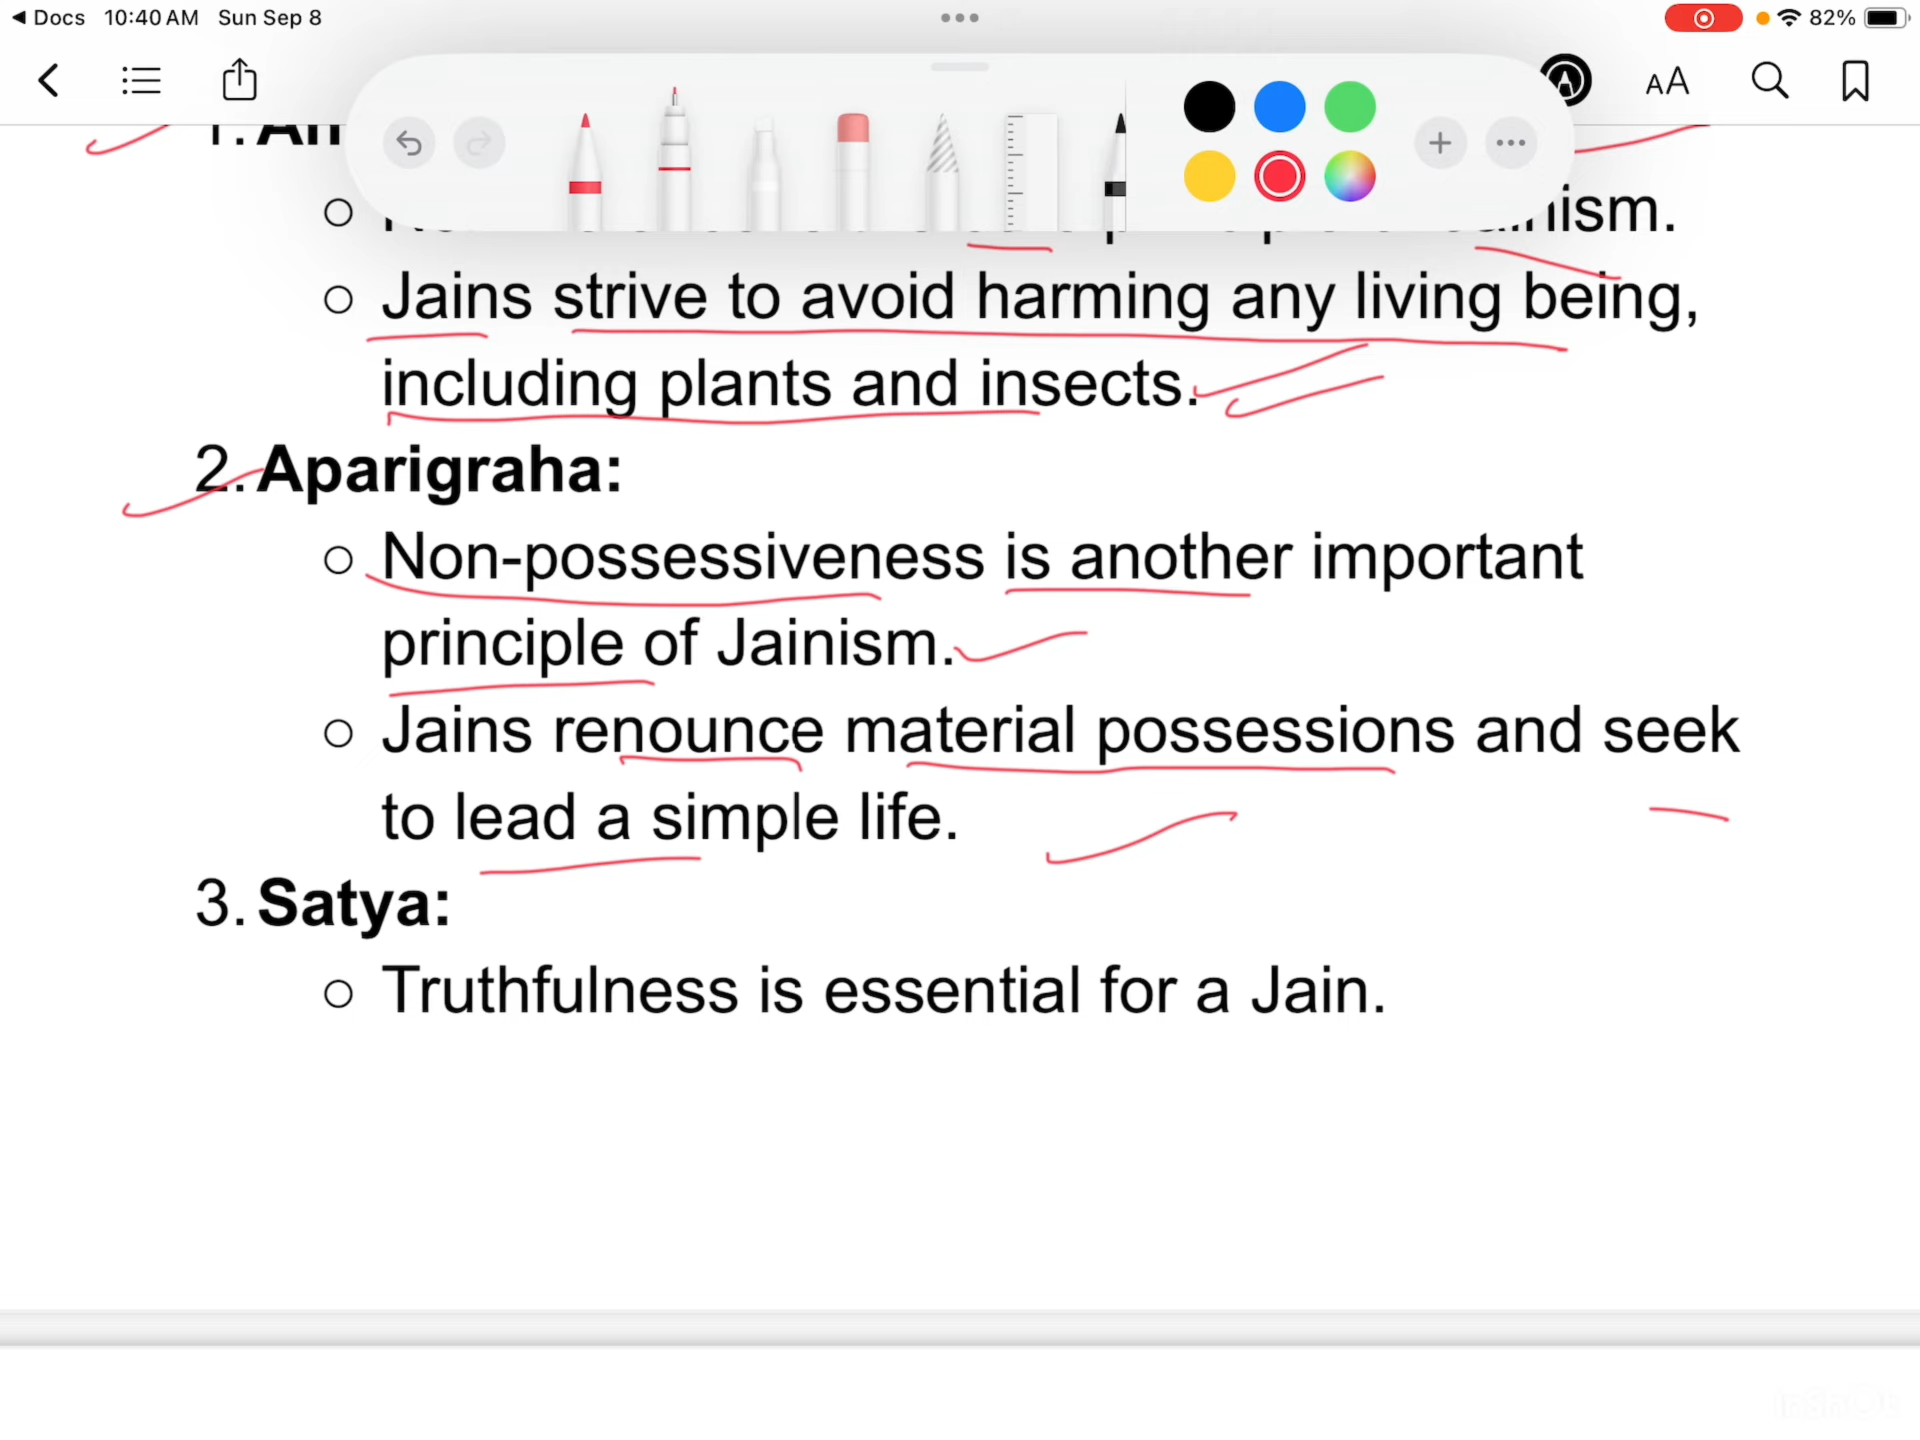 Docs 10:40 AM Sun Sep 8
82%
AA
1.
nism.
Jains strive to avoid harming any living being,
including plants and insects.
2. Aparigraha:
Non-possessiveness is another important
principle of Jainism.
Jains renounce material possessions and seek
to lead a simple life.
3. Satya:
Truthfulness is essential for a Jain.